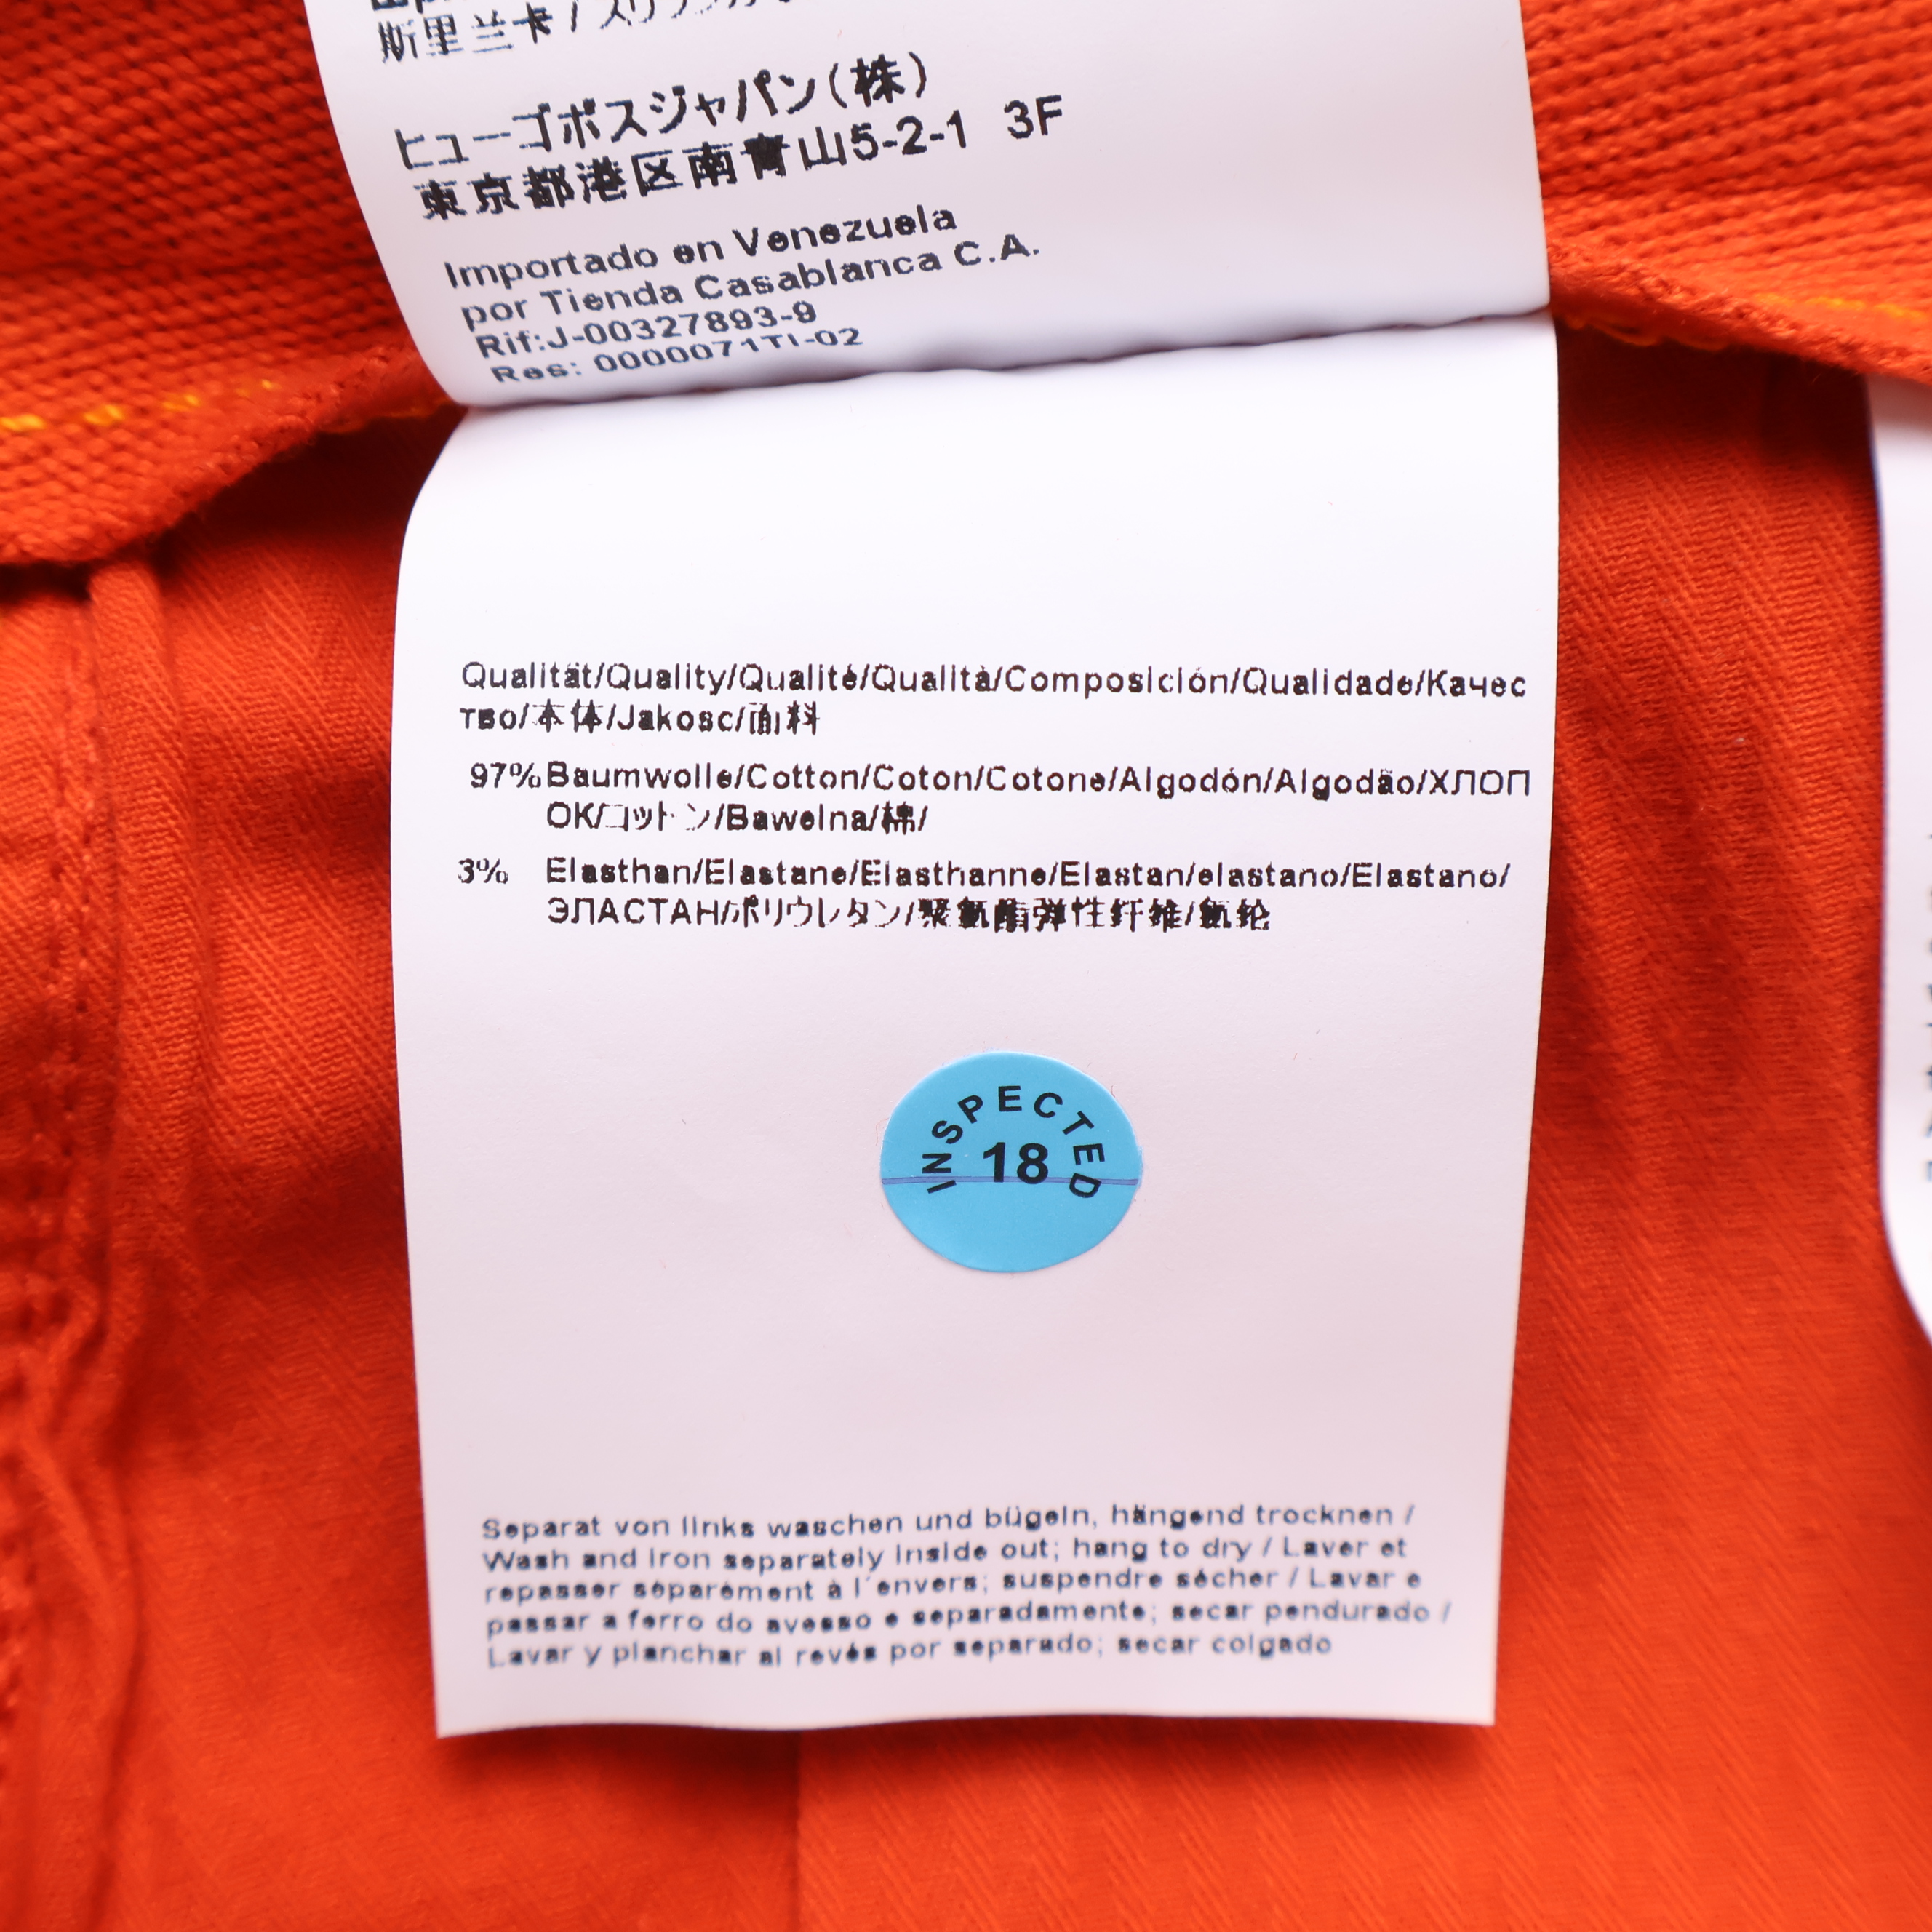 斯里兰卡 /
ヒューゴボスジャパン(株)
東京都港区南青山5-2-1 3F
Importado en Venezuela
por Tienda Casablanca C.A.
Rif:J-00327893-9
Res: 0000071TI-02
Qualität/Quality/Qualité/Qualità/Composición/Qualidade/Качес
тво/本体/Jakosc/面料
97% Baumwolle/Cotton/Coton/Cotone/Algodón/Algodão/ХЛОП
ОК/コットン/Bawelna/棉/
3% Elasthan/Elastane/Elasthanne/Elastan/elastano/Elastano/
ЭЛАСТАН/ポリウレタン/聚氨酯弹性纤维/氨纶
INSPECTED
18
Separat von links waschen und bügeln, hängend trocknen /
Wash and iron separately inside out; hang to dry / Laver et
repasser séparément à l´envers; suspendre sécher / Lavar e
passar a ferro do avesso e separadamente; secar pendurado /
Lavar y planchar al revés por separado; secar colgado